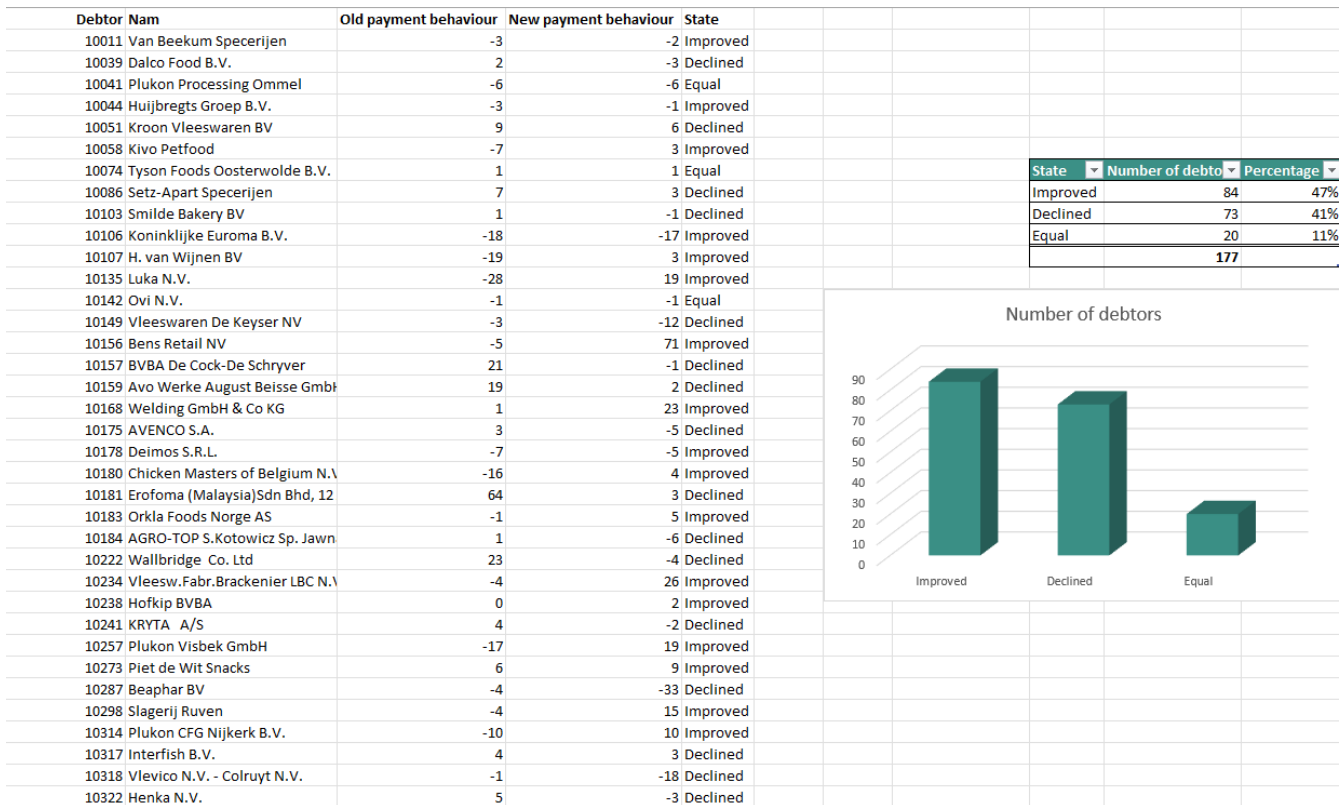 Debtor Nam Old payment behaviour New payment behaviour State
10011 Van Beekum Specerijen -3 -2 Improved
10039 Dalco Food B.V. 2 -3 Declined
10041 Plukon Processing Ommel -6 -6 Equal
10044 Huijbregts Groep B.V. -3 -1 Improved
10051 Kroon Vleeswaren BV 9 6 Declined
10058 Kivo Petfood -7 3 Improved
10074 Tyson Foods Oosterwolde B.V. 1 1 Equal
10086 Setz-Apart Specerijen 7 3 Declined
10103 Smilde Bakery BV 1 -1 Declined
10106 Koninklijke Euroma B.V. -18 -17 Improved
10107 H. van Wijnen BV -19 3 Improved
10135 Luka N.V. -28 19 Improved
10142 Ovi N.V. -1 -1 Equal
10149 Vleeswaren De Keyser NV -3 -12 Declined
10156 Bens Retail NV -5 71 Improved
10157 BVBA De Cock-De Schryver 21 -1 Declined
10159 Avo Werke August Beisse GmbH 19 2 Declined
10168 Welding GmbH & Co KG 1 23 Improved
10175 AVENCO S.A. 3 -5 Declined
10178 Deimos S.R.L. -7 -5 Improved
10180 Chicken Masters of Belgium N.V -16 4 Improved
10181 Erofoma (Malaysia)Sdn Bhd, 12 64 3 Declined
10183 Orkla Foods Norge AS -1 5 Improved
10184 AGRO-TOP S.Kotowicz Sp. Jawn 1 -6 Declined
10222 Wallbridge Co. Ltd 23 -4 Declined
10234 Vleesw.Fabr.Brackenier LBC N.V -4 26 Improved
10238 Hofkip BVBA 0 2 Improved
10241 KRYTA A/S 4 -2 Declined
10257 Plukon Visbek GmbH -17 19 Improved
10273 Piet de Wit Snacks 6 9 Improved
10287 Beaphar BV -4 -33 Declined
10298 Slagerij Ruven -4 15 Improved
10314 Plukon CFG Nijkerk B.V. -10 10 Improved
10317 Interfish B.V. 4 3 Declined
10318 Vlevico N.V. - Colruyt N.V. -1 -18 Declined
10322 Henka N.V. 5 -3 Declined
State Number of debto Percentage
Improved 84 47%
Declined 73 41%
Equal 20 11%
177
Number of debtors
90
80
70
60
50
40
30
20
10
0
Improved Declined Equal